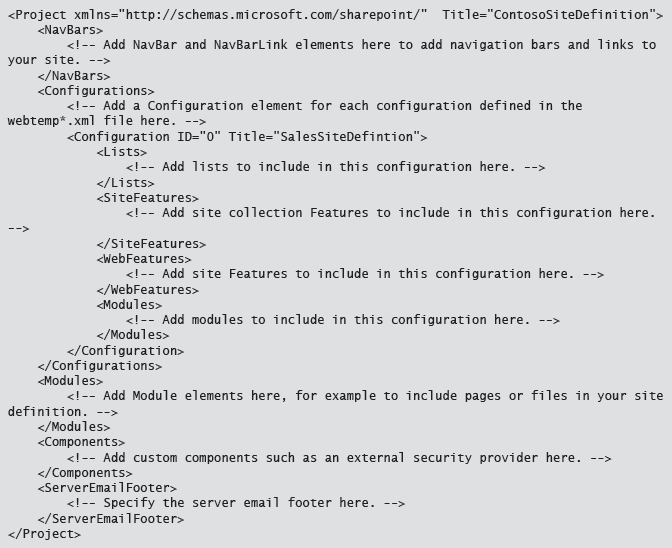 <Project xmlns="http://schemas.microsoft.com/sharepoint/"  Title="ContosoSiteDefinition">
    <NavBars>
        <!-- Add NavBar and NavBarLink elements here to add navigation bars and links to
your site. -->
    </NavBars>
    <Configurations>
        <!-- Add a Configuration element for each configuration defined in the
webtemp*.xml file here. -->
        <Configuration ID="0" Title="SalesSiteDefintion">
            <Lists>
                <!-- Add lists to include in this configuration here. -->
            </Lists>
            <SiteFeatures>
                <!-- Add site collection Features to include in this configuration here.
-->
            </SiteFeatures>
            <WebFeatures>
                <!-- Add site Features to include in this configuration here. -->
            </WebFeatures>
            <Modules>
                <!-- Add modules to include in this configuration here. -->
            </Modules>
        </Configuration>
    </Configurations>
    <Modules>
        <!-- Add Module elements here, for example to include pages or files in your site
definition. -->
    </Modules>
    <Components>
        <!-- Add custom components such as an external security provider here. -->
    </Components>
    <ServerEmailFooter>
        <!-- Specify the server email footer here. -->
    </ServerEmailFooter>
</Project>